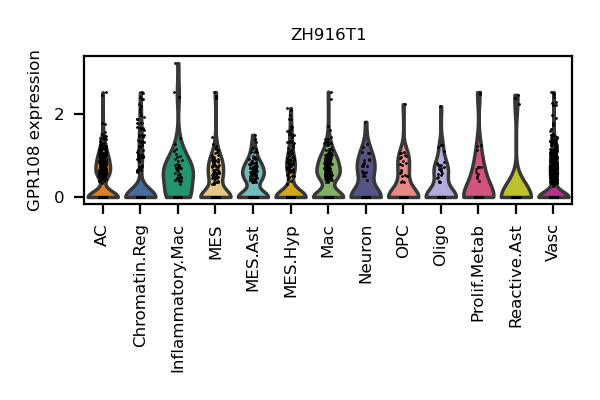 ZH916T1
GPR108 expression
2
0
AC
Chromatin.Reg
Inflammatory.Mac
MES
MES.Ast
MES.Hyp
Mac
Neuron
OPC
Oligo
Prolif.Metab
Reactive.Ast
Vasc